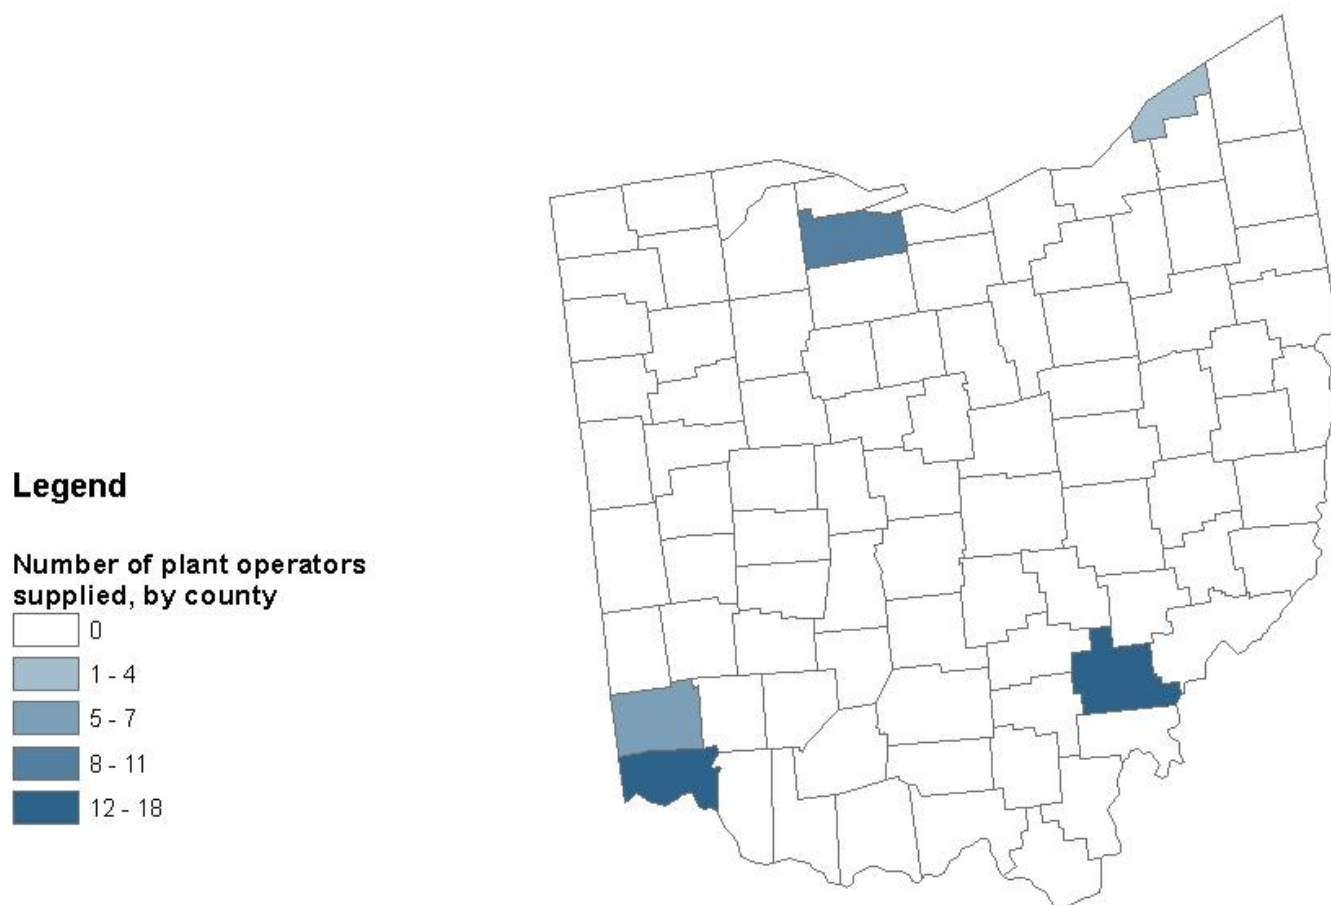 Legend
Number of plant operators
supplied, by county
0
1 - 4
5 - 7
8 - 11
12 - 18